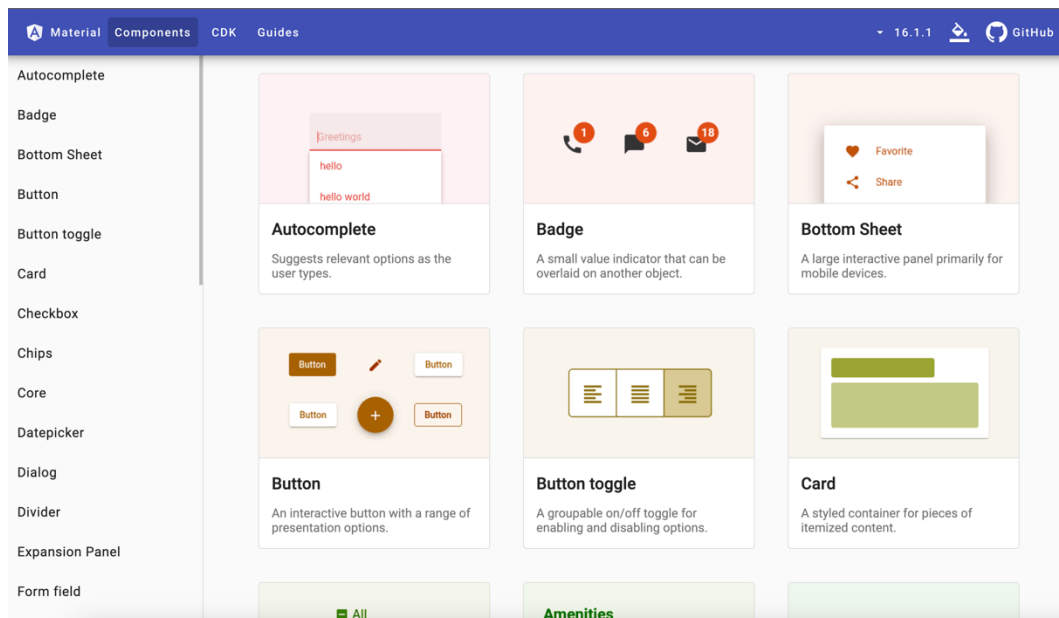 Material Components CDK Guides 16.1.1 GitHub
Autocomplete
Badge
Bottom Sheet
Button
Button toggle
Card
Checkbox
Chips
Core
Datepicker
Dialog
Divider
Expansion Panel
Form field
Greetings
hello
hello world
Autocomplete
Suggests relevant options as the
user types.
1
6
18
Badge
A small value indicator that can be
overlaid on another object.
Favorite
Share
Bottom Sheet
A large interactive panel primarily for
mobile devices.
Button Button
Button + Button
Button
An interactive button with a range of
presentation options.
Button toggle
A groupable on/off toggle for
enabling and disabling options.
Card
A styled container for pieces of
itemized content.
All
Amenities